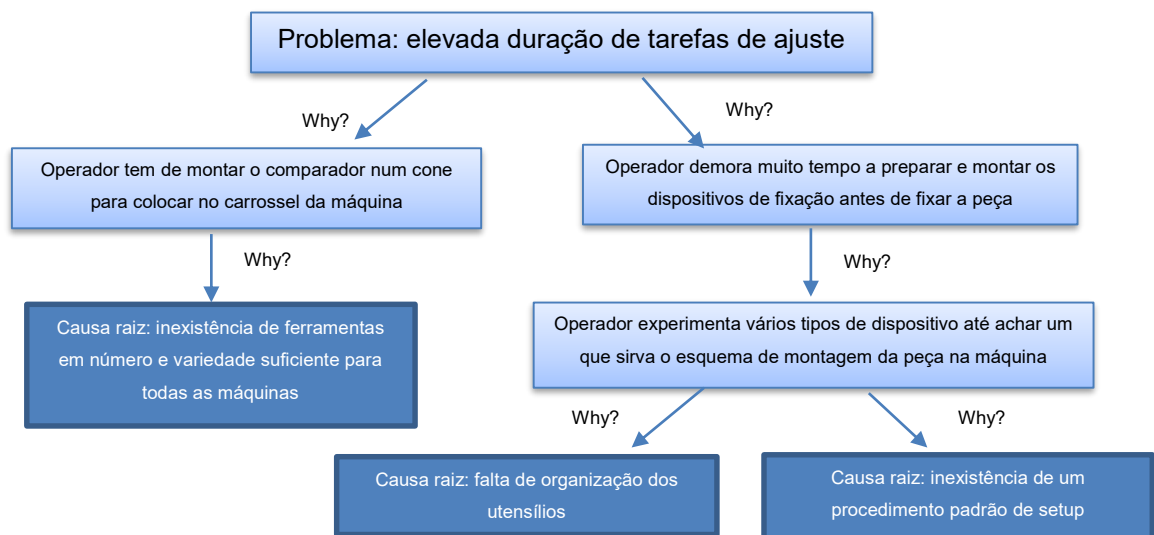 Problema: elevada duração de tarefas de ajuste
Why?
Why?
Operador tem de montar o comparador num cone
para colocar no carrossel da máquina
Operador demora muito tempo a preparar e montar os
dispositivos de fixação antes de fixar a peça
Why?
Why?
Causa raiz: inexistência de ferramentas
em número e variedade suficiente para
todas as máquinas
Operador experimenta vários tipos de dispositivo até achar um
que sirva o esquema de montagem da peça na máquina
Why?
Why?
Causa raiz: falta de organização dos
utensílios
Causa raiz: inexistência de um
procedimento padrão de setup